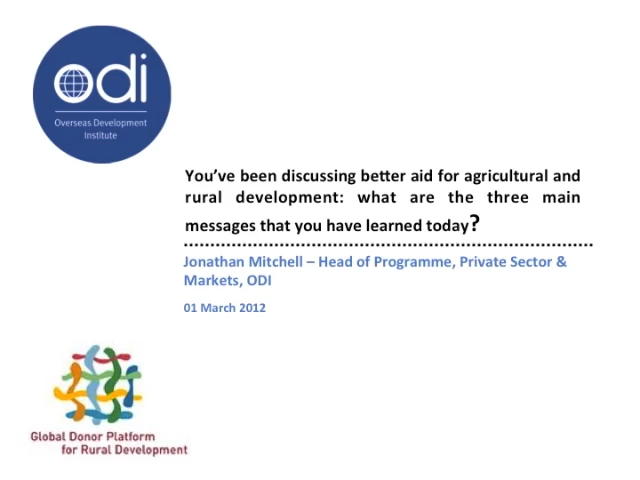 odi
Overseas Development
Institute
You’ve been discussing better aid for agricultural and
rural development: what are the three main
messages that you have learned today?
Jonathan Mitchell – Head of Programme, Private Sector &
Markets, ODI
01 March 2012
Global Donor Platform
for Rural Development